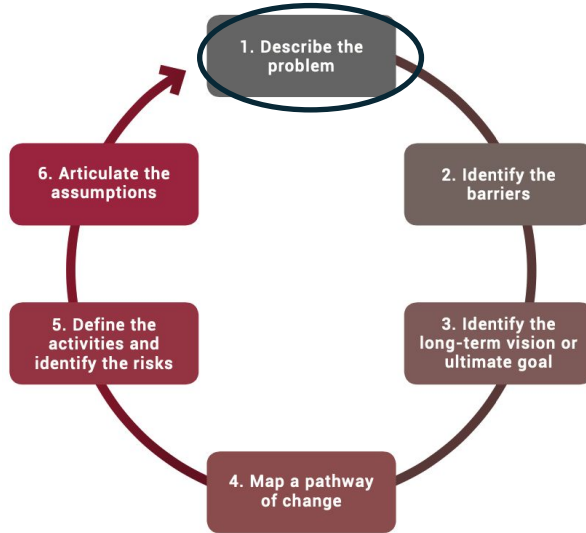 1. Describe the
problem
2. Identify the
barriers
3. Identify the
long-term vision or
ultimate goal
4. Map a pathway
of change
5. Define the
activities and
identify the risks
6. Articulate the
assumptions